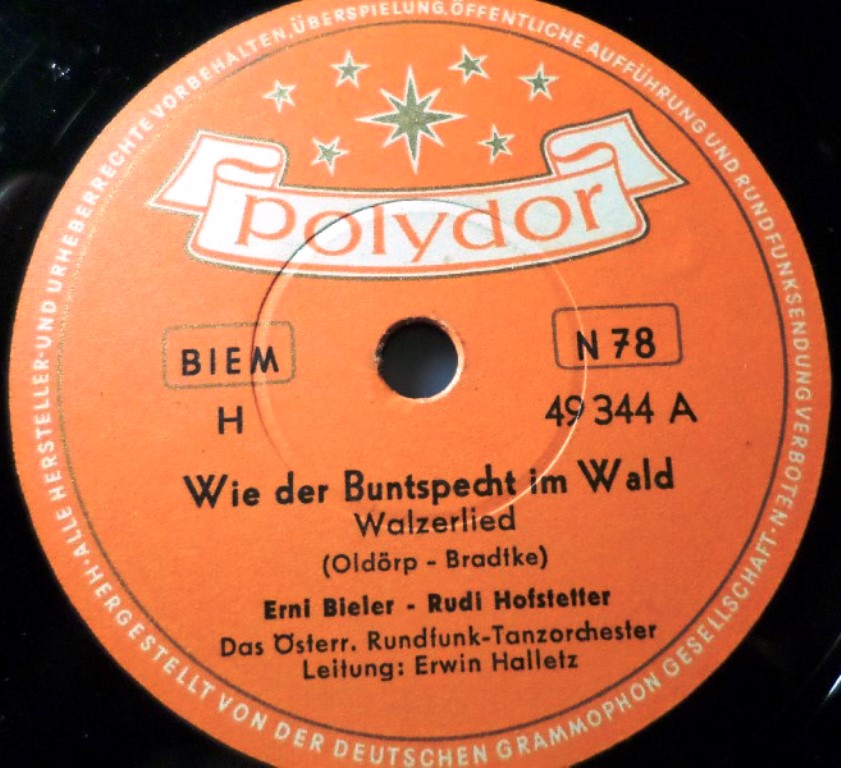 ALLE HERSTELLER- UND URHEBERRECHTE VORBEHALTEN, ÜBERSPIELUNG, ÖFFENTLICHE AUFFÜHRUNG UND RUNDFUNKSENDUNG VERBOTEN·
polydor
BIEM
N 78
H
49 344 A
Wie der Buntspecht im Wald
Walzerlied
(Oldörp - Bradtke)
Erni Bieler - Rudi Hofstetter
Das Österr. Rundfunk-Tanzorchester
Leitung: Erwin Halletz
HERGESTELLT VON DER DEUTSCHEN GRAMMOPHON GESELLSCHAFT·